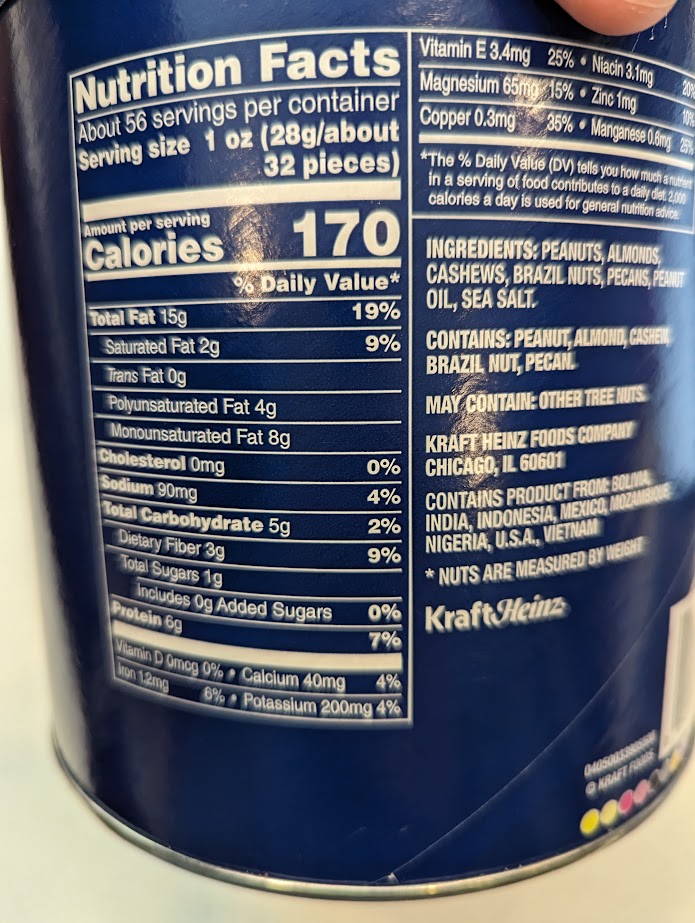 Nutrition Facts
About 56 servings per container
Serving size 1 oz (28g/about
32 pieces)
Amount per serving
Calories 170
% Daily Value*
Total Fat 15g 19%
Saturated Fat 2g 9%
Trans Fat 0g
Polyunsaturated Fat 4g
Monounsaturated Fat 8g
Cholesterol 0mg 0%
Sodium 90mg 4%
Total Carbohydrate 5g 2%
Dietary Fiber 3g 9%
Total Sugars 1g
Includes 0g Added Sugars 0%
Protein 6g 7%
Vitamin D 0mcg 0% • Calcium 40mg 4%
Iron 1.2mg 6% • Potassium 200mg 4%
Vitamin E 3.4mg 25% • Niacin 3.1mg 20%
Magnesium 65mg 15% • Zinc 1mg 10%
Copper 0.3mg 35% • Manganese 0.6mg 25%
*The % Daily Value (DV) tells you how much a nutrient
in a serving of food contributes to a daily diet. 2,000
calories a day is used for general nutrition advice.
INGREDIENTS: PEANUTS, ALMONDS,
CASHEWS, BRAZIL NUTS, PECANS, PEANUT
OIL, SEA SALT.
CONTAINS: PEANUT, ALMOND, CASHEW,
BRAZIL NUT, PECAN.
MAY CONTAIN: OTHER TREE NUTS.
KRAFT HEINZ FOODS COMPANY
CHICAGO, IL 60601
CONTAINS PRODUCT FROM: BOLIVIA,
INDIA, INDONESIA, MEXICO, MOZAMBIQUE,
NIGERIA, U.S.A., VIETNAM
* NUTS ARE MEASURED BY WEIGHT
KraftHeinz
© KRAFT FOODS